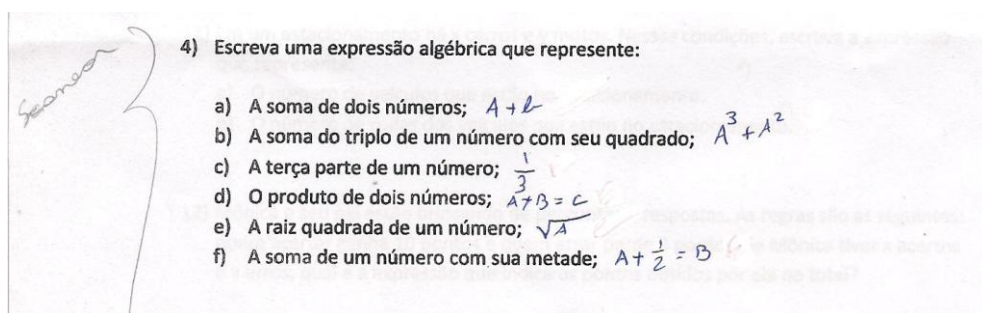 4) Escreva uma expressão algébrica que represente:
a) A soma de dois números; A + b
b) A soma do triplo de um número com seu quadrado; A³ + A²
c) A terça parte de um número; 1/3
d) O produto de dois números; A + B = C
e) A raiz quadrada de um número; √A
f) A soma de um número com sua metade; A + 1/2 = B